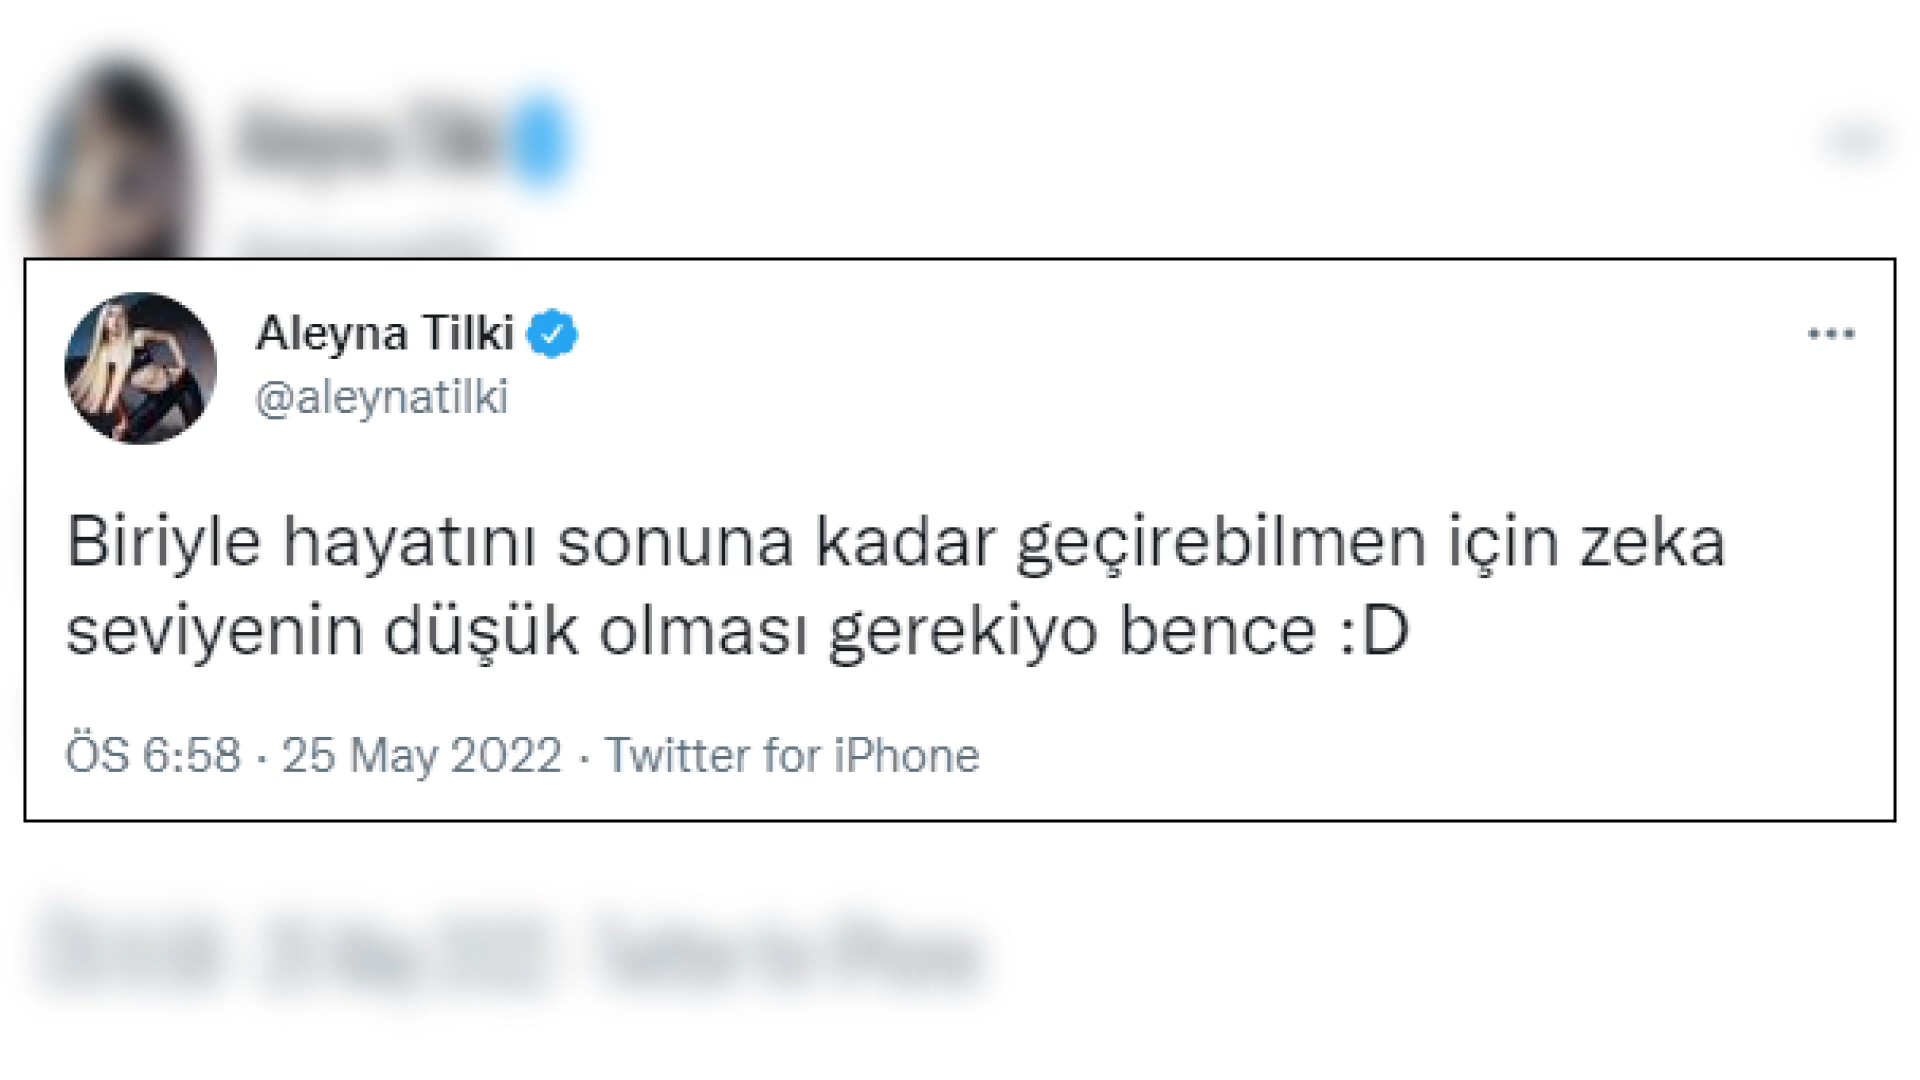 Aleyna Tilki
@aleynatilki
Biriyle hayatını sonuna kadar geçirebilmen için zeka
seviyenin düşük olması gerekiyo bence :D
ÖS 6:58 · 25 May 2022 · Twitter for iPhone